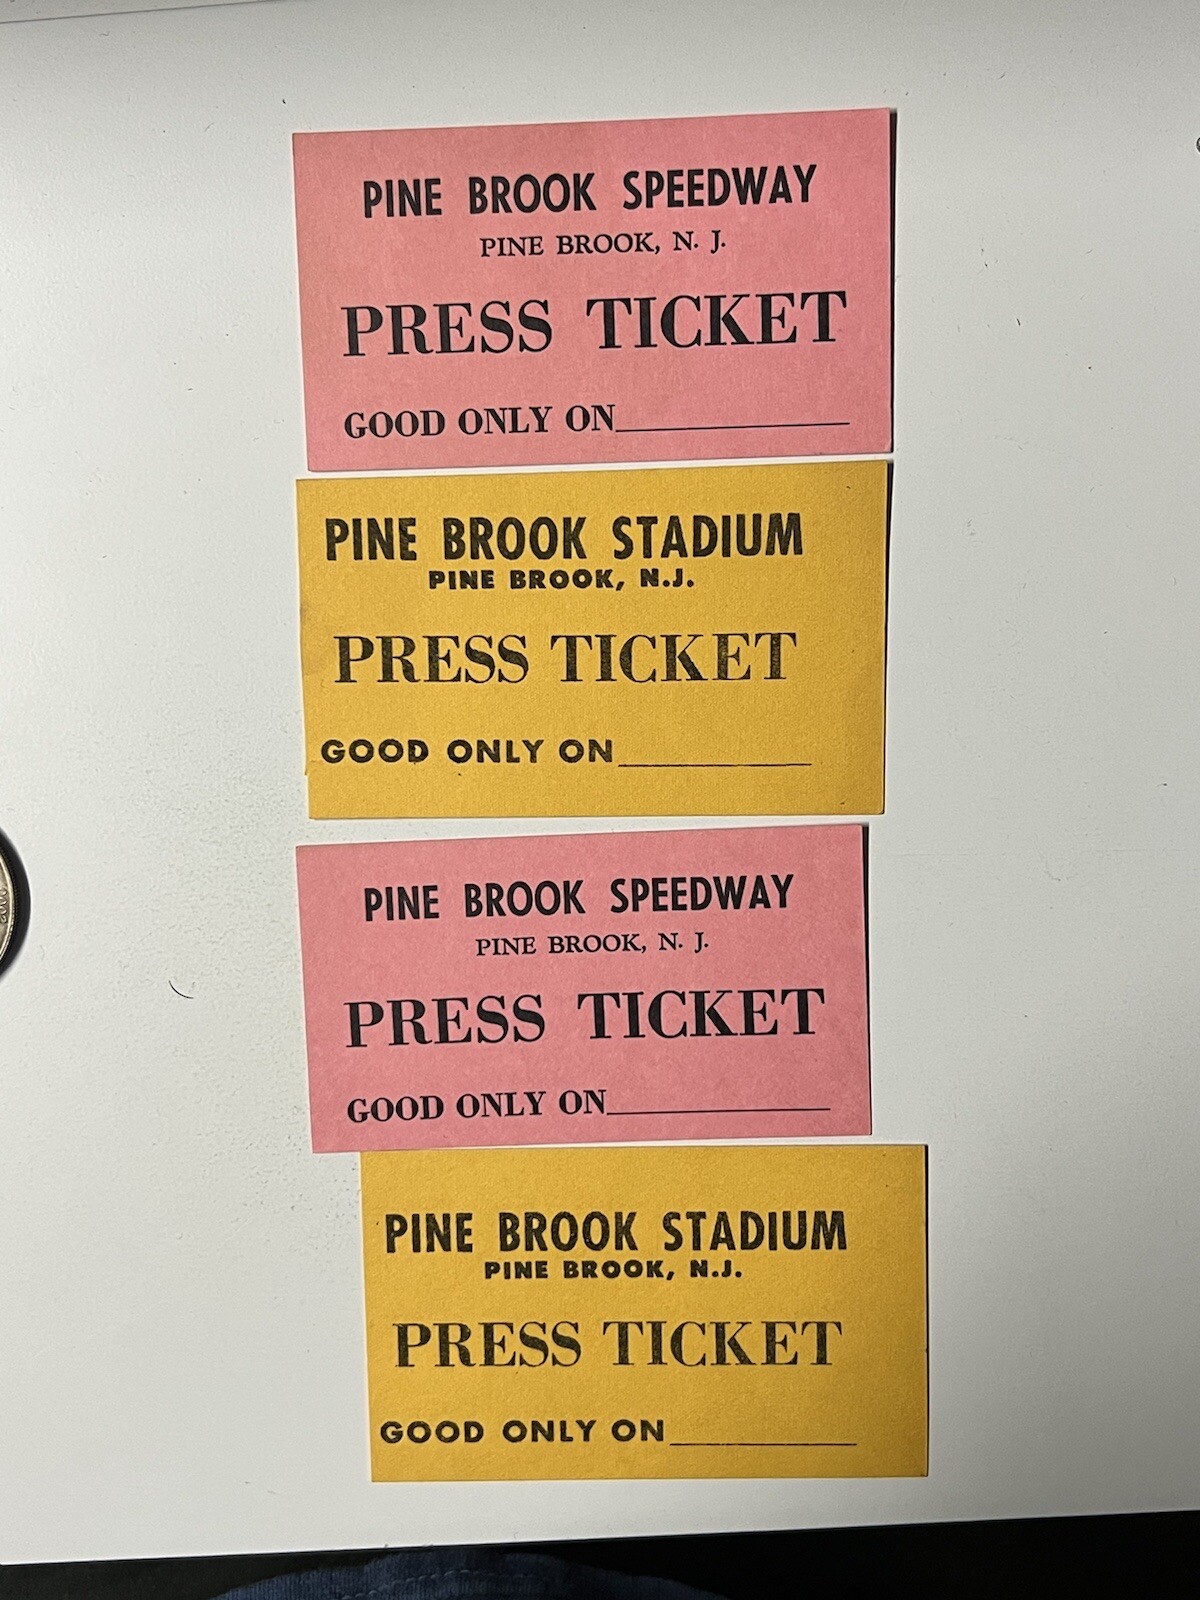 PINE BROOK SPEEDWAY
PINE BROOK, N. J.
PRESS TICKET
GOOD ONLY ON
PINE BROOK STADIUM
PINE BROOK, N.J.
PRESS TICKET
GOOD ONLY ON
PINE BROOK SPEEDWAY
PINE BROOK, N. J.
PRESS TICKET
GOOD ONLY ON
PINE BROOK STADIUM
PINE BROOK, N.J.
PRESS TICKET
GOOD ONLY ON